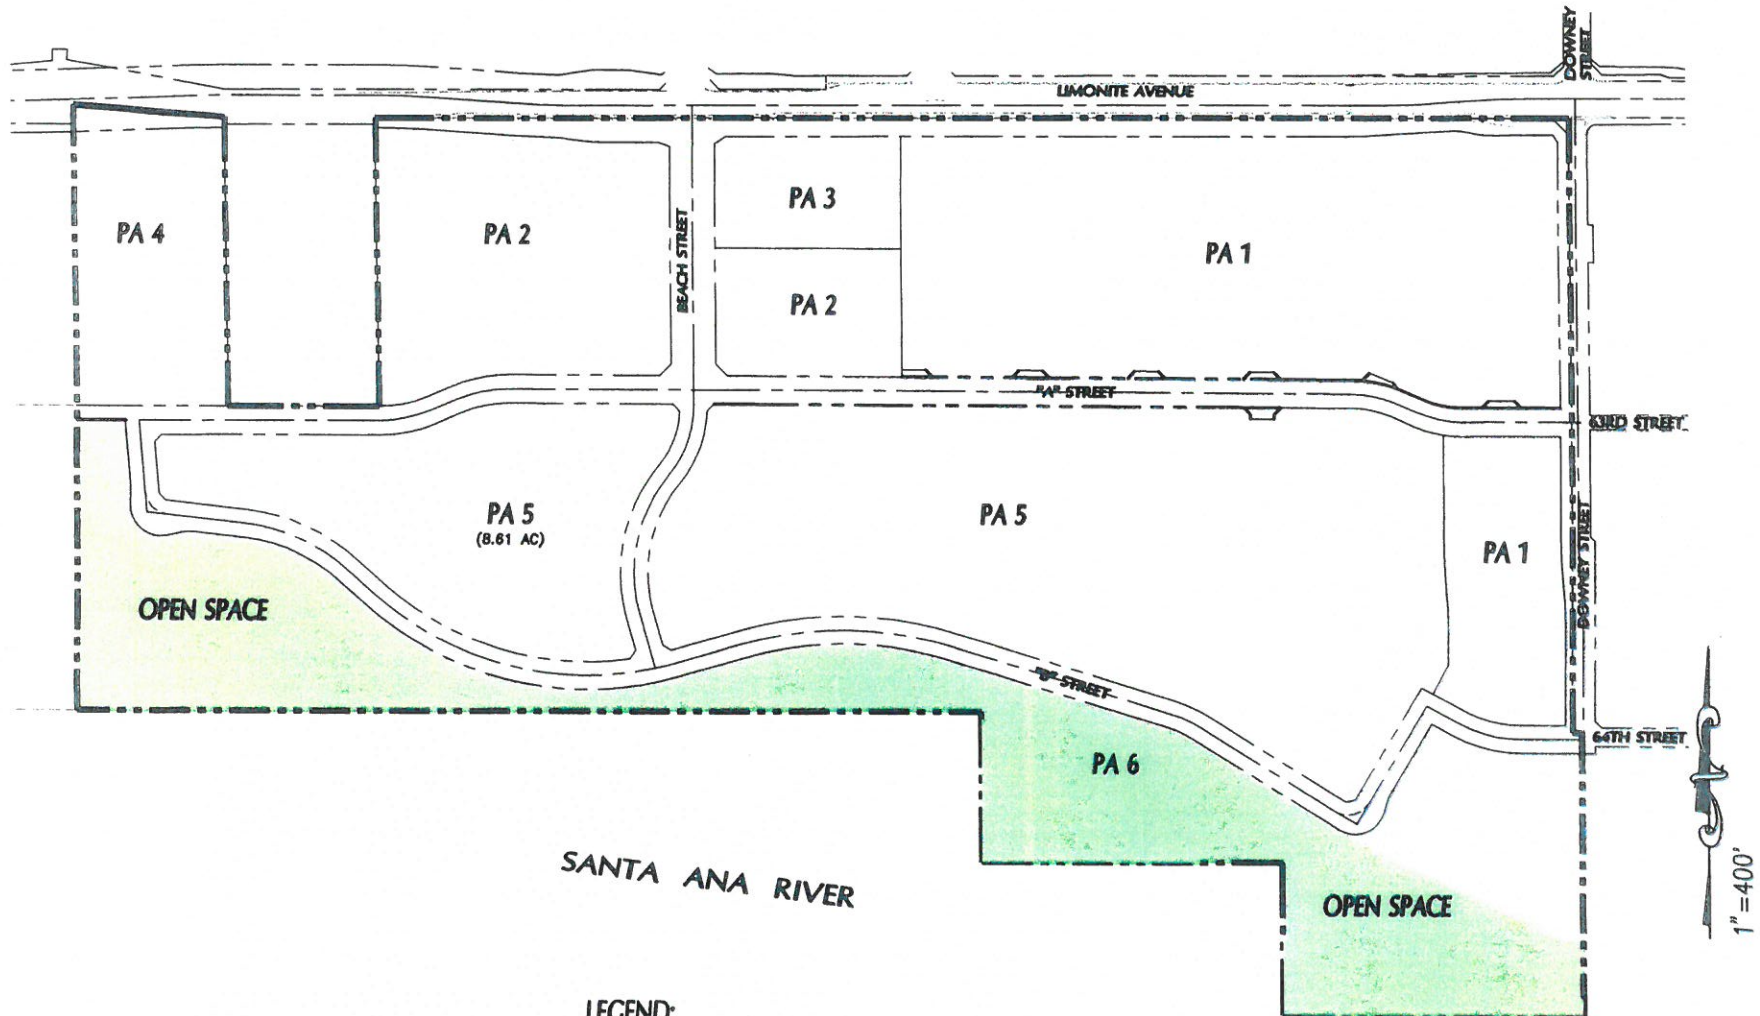 DOWNEY
STREET
LIMONITE AVENUE
PA 3
PA 4
PA 2
BEACH STREET
PA 1
PA 2
"A" STREET
63RD STREET
PA 5
(8.61 AC)
PA 5
PA 1
DOWNEY STREET
OPEN SPACE
"B" STREET
64TH STREET
PA 6
SANTA ANA RIVER
OPEN SPACE
1"=400'
LEGEND: